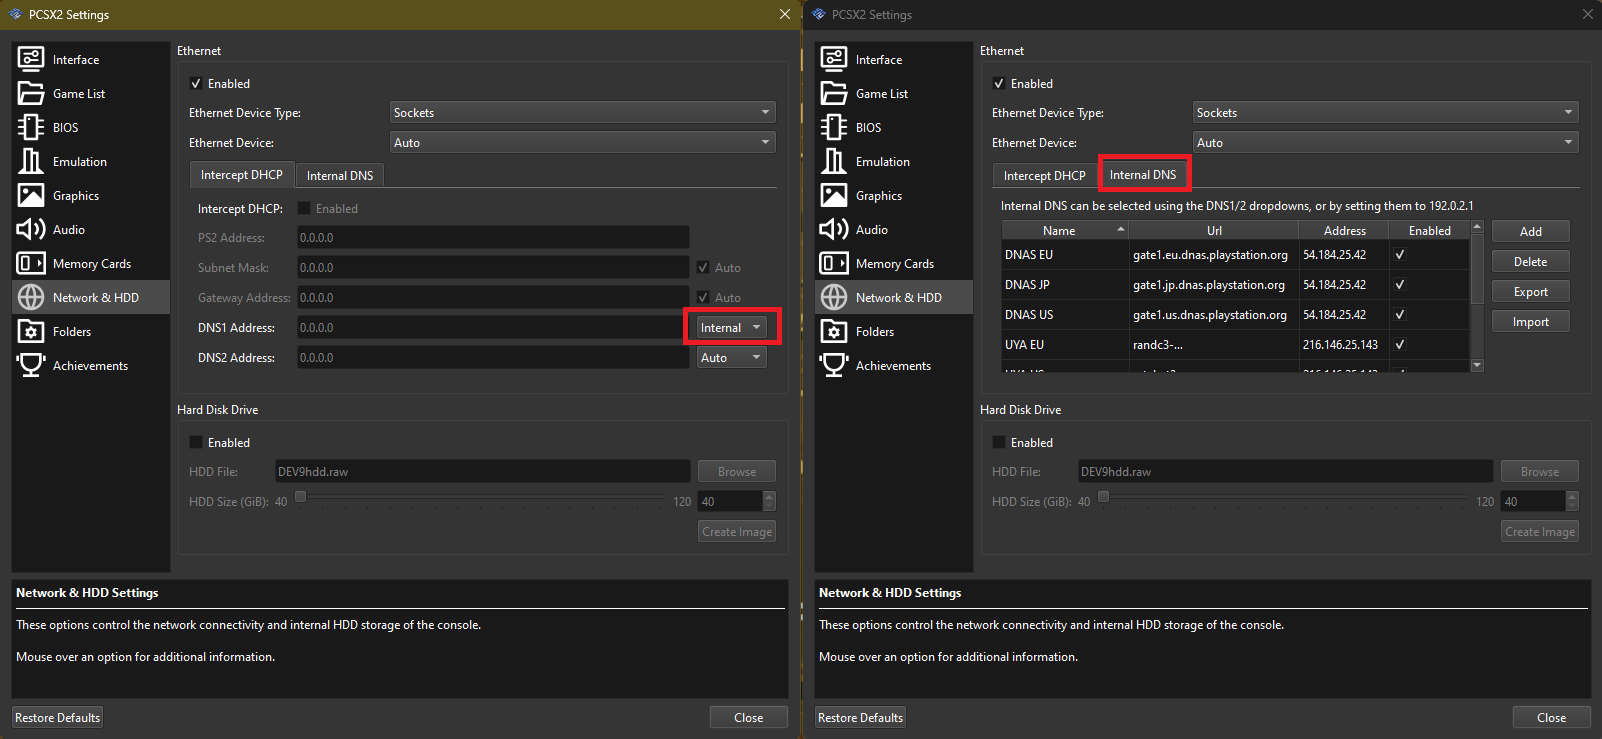 PCSX2 Settings
Interface
Game List
BIOS
Emulation
Graphics
Audio
Memory Cards
Network & HDD
Folders
Achievements
Ethernet
Enabled
Ethernet Device Type: Sockets
Ethernet Device: Auto
Intercept DHCP Internal DNS
Intercept DHCP: Enabled
PS2 Address: 0.0.0.0
Subnet Mask: 0.0.0.0 Auto
Gateway Address: 0.0.0.0 Auto
DNS1 Address: 0.0.0.0 Internal
DNS2 Address: 0.0.0.0 Auto
Hard Disk Drive
Enabled
HDD File: DEV9hdd.raw Browse
HDD Size (GiB): 40 120 40
Create Image
Network & HDD Settings
These options control the network connectivity and internal HDD storage of the console.
Mouse over an option for additional information.
Restore Defaults Close
PCSX2 Settings
Interface
Game List
BIOS
Emulation
Graphics
Audio
Memory Cards
Network & HDD
Folders
Achievements
Ethernet
Enabled
Ethernet Device Type: Sockets
Ethernet Device: Auto
Intercept DHCP Internal DNS
Internal DNS can be selected using the DNS1/2 dropdowns, or by setting them to 192.0.2.1
Name Url Address Enabled
DNAS EU gate1.eu.dnas.playstation.org 54.184.25.42
DNAS JP gate1.jp.dnas.playstation.org 54.184.25.42
DNAS US gate1.us.dnas.playstation.org 54.184.25.42
UYA EU randc3-... 216.146.25.143
Add
Delete
Export
Import
Hard Disk Drive
Enabled
HDD File: DEV9hdd.raw Browse
HDD Size (GiB): 40 120 40
Create Image
Network & HDD Settings
These options control the network connectivity and internal HDD storage of the console.
Mouse over an option for additional information.
Restore Defaults Close